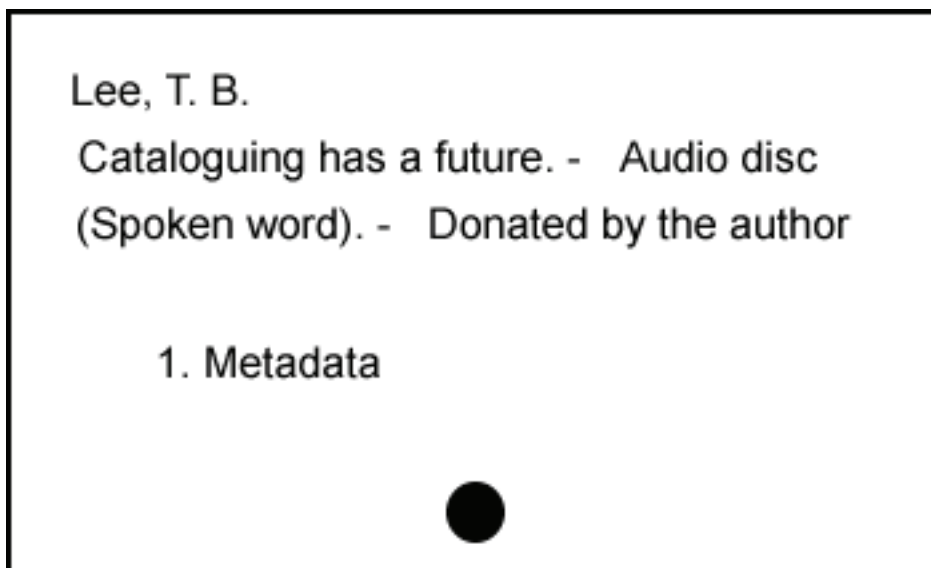 Lee, T. B.
Cataloguing has a future. - Audio disc
(Spoken word). - Donated by the author
1. Metadata